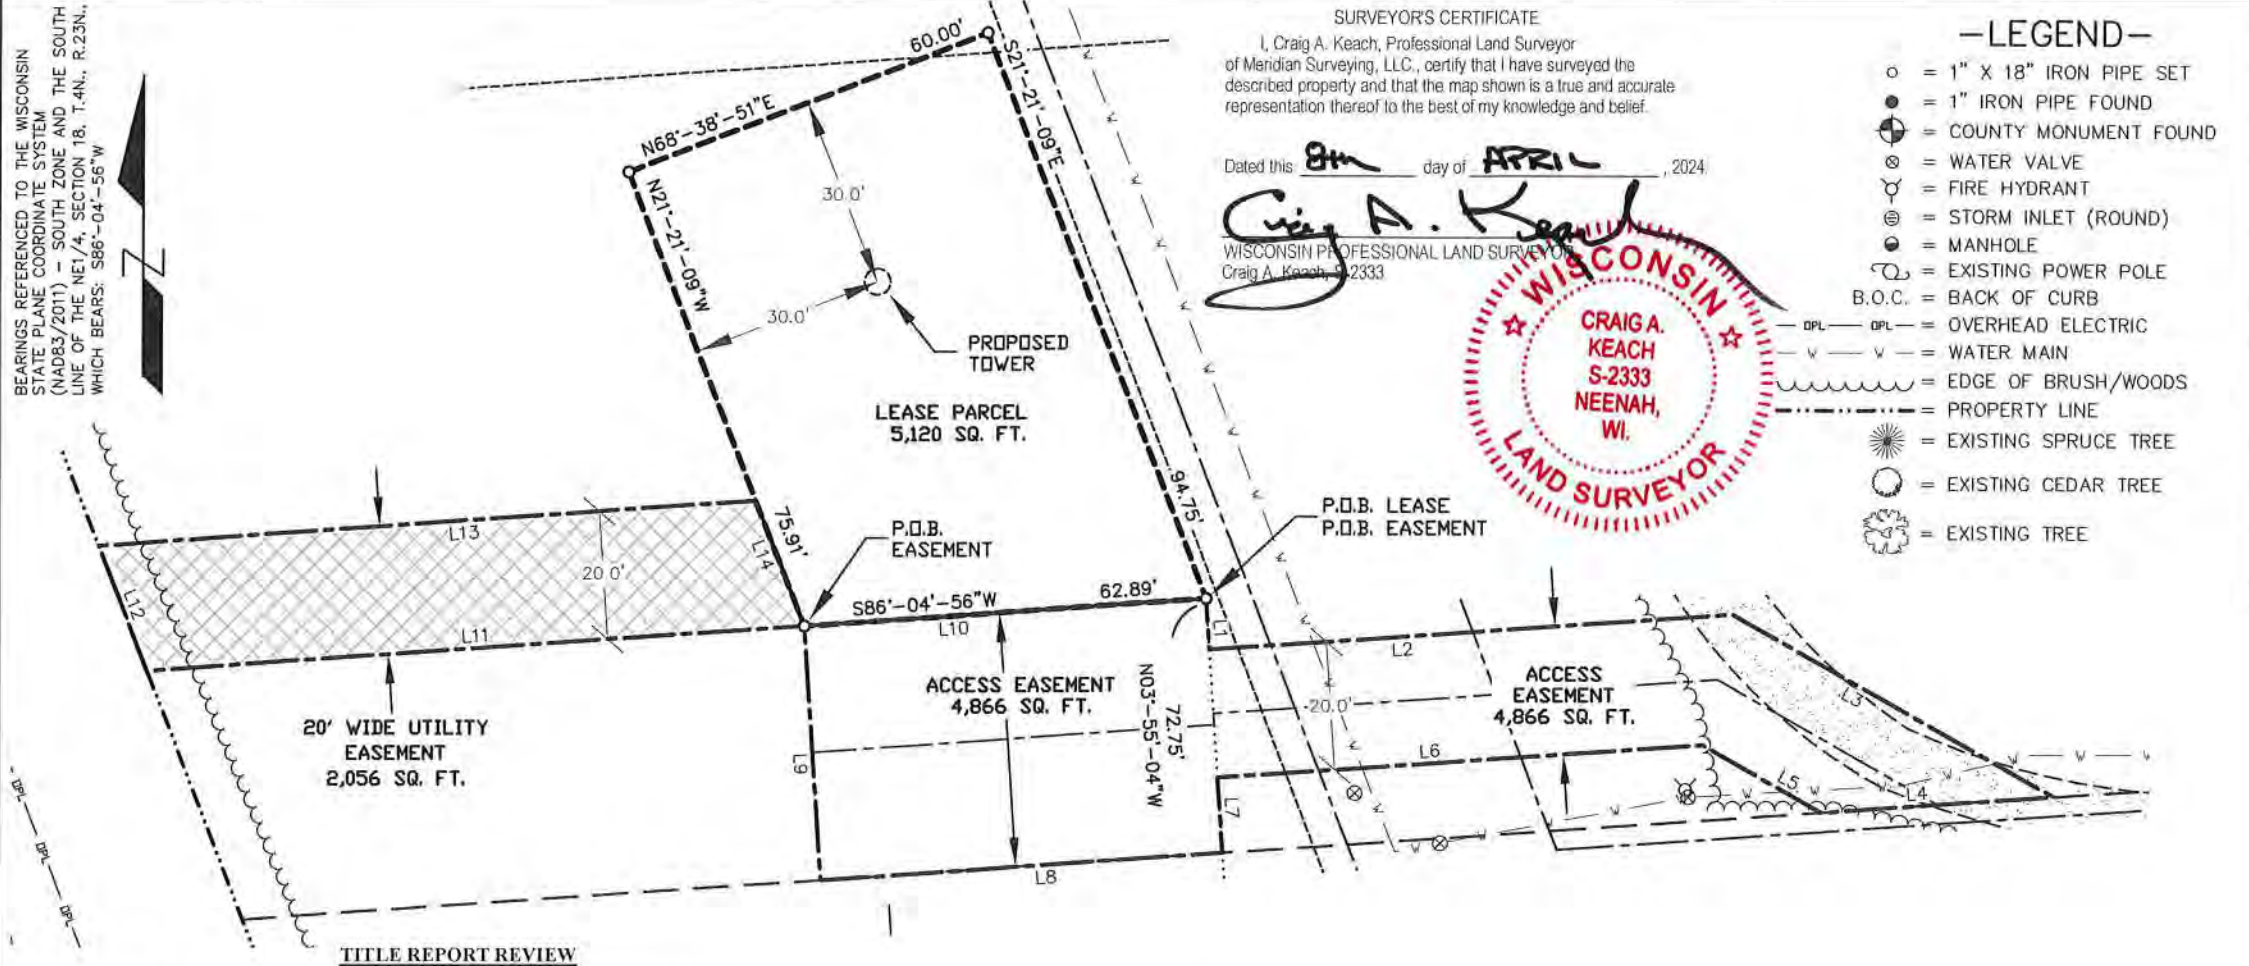 BEARINGS REFERENCED TO THE WISCONSIN
STATE PLANE COORDINATE SYSTEM
(NAD83/2011) – SOUTH ZONE AND THE SOUTH
LINE OF THE NE1/4, SECTION 18, T.4N., R.23N.,
WHICH BEARS: S86°-04'-56"W
N
60.00'
N68°-38'-51"E
S21°-21'-09"E
N21°-21'-09"W
30.0'
30.0'
PROPOSED
TOWER
LEASE PARCEL
5,120 SQ. FT.
94.75'
75.91'
P.O.B.
EASEMENT
P.O.B. LEASE
P.O.B. EASEMENT
S86°-04'-56"W
62.89'
L13
L14
L12
20.0'
L11
L10
L1
L2
20' WIDE UTILITY
EASEMENT
2,056 SQ. FT.
ACCESS EASEMENT
4,866 SQ. FT.
N03°-55'-04"W
72.75'
-20.0'
ACCESS
EASEMENT
4,866 SQ. FT.
L3
L6
L5
L4
L9
L7
L8
W W W W W W W W
W W W W W W W W
OPL OPL OPL
SURVEYOR'S CERTIFICATE
I, Craig A. Keach, Professional Land Surveyor
of Meridian Surveying, LLC., certify that I have surveyed the
described property and that the map shown is a true and accurate
representation thereof to the best of my knowledge and belief.
Dated this 8th day of APRIL, 2024
Craig A. Keach
WISCONSIN PROFESSIONAL LAND SURVEYOR
Craig A. Keach, S-2333
WISCONSIN
CRAIG A.
KEACH
S-2333
NEENAH,
WI.
LAND SURVEYOR
–LEGEND–
= 1" X 18" IRON PIPE SET
= 1" IRON PIPE FOUND
= COUNTY MONUMENT FOUND
= WATER VALVE
= FIRE HYDRANT
= STORM INLET (ROUND)
= MANHOLE
= EXISTING POWER POLE
B.O.C. = BACK OF CURB
OPL OPL = OVERHEAD ELECTRIC
W W = WATER MAIN
= EDGE OF BRUSH/WOODS
= PROPERTY LINE
= EXISTING SPRUCE TREE
= EXISTING CEDAR TREE
= EXISTING TREE
TITLE REPORT REVIEW